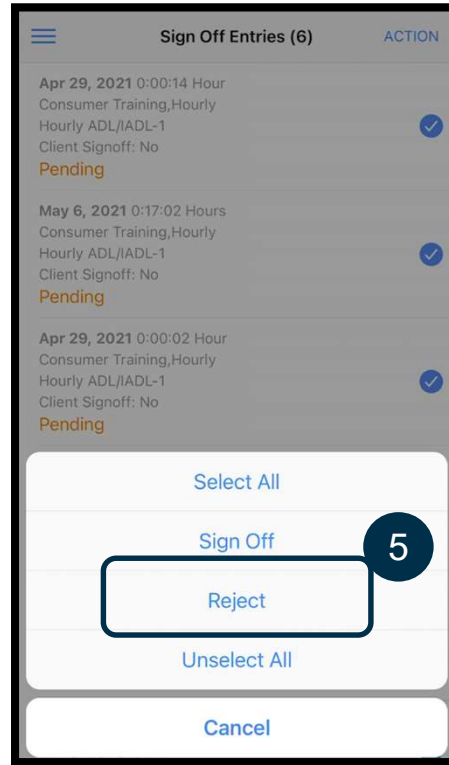 Sign Off Entries (6) ACTION
Apr 29, 2021 0:00:14 Hour
Consumer Training,Hourly
Hourly ADL/IADL-1
Client Signoff: No
Pending
May 6, 2021 0:17:02 Hours
Consumer Training,Hourly
Hourly ADL/IADL-1
Client Signoff: No
Pending
Apr 29, 2021 0:00:02 Hour
Consumer Training,Hourly
Hourly ADL/IADL-1
Client Signoff: No
Pending
Select All
Sign Off
5
Reject
Unselect All
Cancel